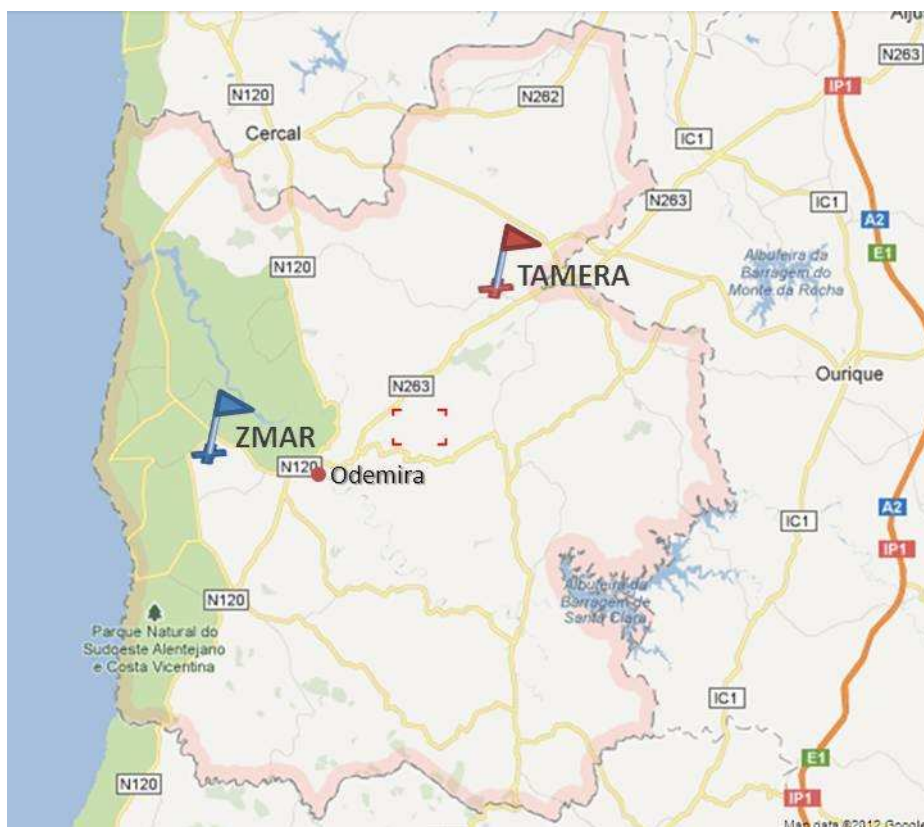 Alju
N263
IP1
N120
N262
Cercal
IC1
N263
IC1
A2
E1
N120
TAMERA
Albufeira da
Barragem do
Monte da Rocha
Ourique
N263
ZMAR
N120
Odemira
A2
IC1
IP1
Albufeira da
Barragem de
Santa Clara
N120
Parque Natural do
Sudoeste Alentejano
e Costa Vicentina
IC1
E1
N120
IP1
Map data ©2012 Google